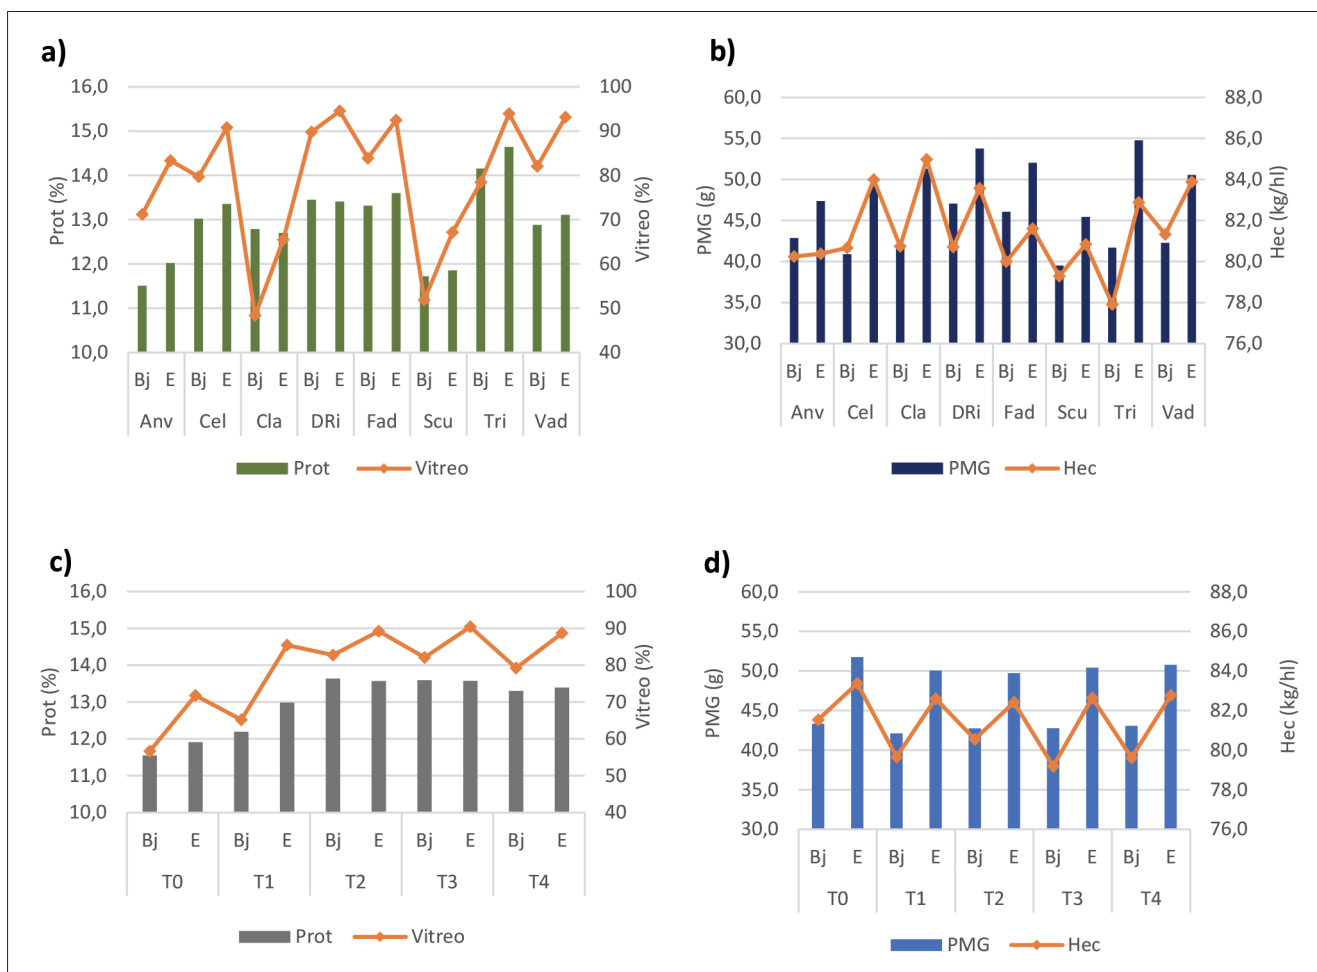 a)
16,0
15,0
14,0
13,0
12,0
11,0
10,0
Prot (%)
100
90
80
70
60
50
40
Vitreo (%)
Bj E Bj E Bj E Bj E Bj E Bj E Bj E Bj E
Anv Cel Cla DRi Fad Scu Tri Vad
Prot Vitreo
b)
60,0
55,0
50,0
45,0
40,0
35,0
30,0
PMG (g)
88,0
86,0
84,0
82,0
80,0
78,0
76,0
Hec (kg/hl)
Bj E Bj E Bj E Bj E Bj E Bj E Bj E Bj E
Anv Cel Cla DRi Fad Scu Tri Vad
PMG Hec
c)
16,0
15,0
14,0
13,0
12,0
11,0
10,0
Prot (%)
100
90
80
70
60
50
40
Vitreo (%)
Bj E Bj E Bj E Bj E Bj E
T0 T1 T2 T3 T4
Prot Vitreo
d)
60,0
55,0
50,0
45,0
40,0
35,0
30,0
PMG (g)
88,0
86,0
84,0
82,0
80,0
78,0
76,0
Hec (kg/hl)
Bj E Bj E Bj E Bj E Bj E
T0 T1 T2 T3 T4
PMG Hec